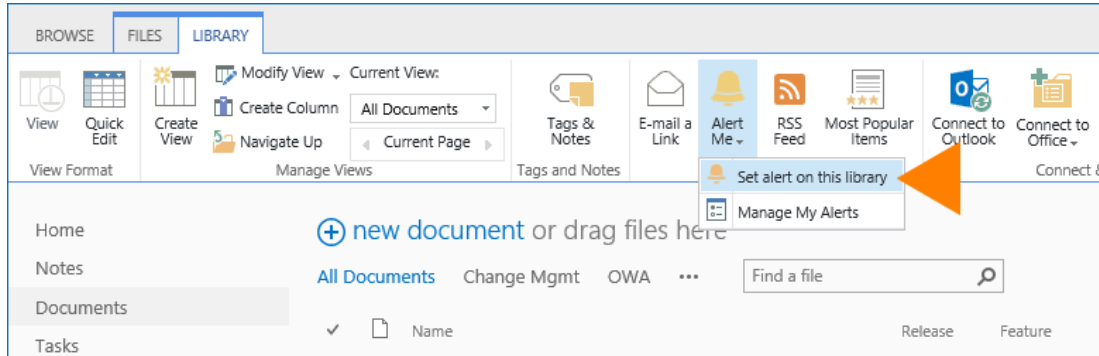 BROWSE FILES LIBRARY
View
Quick
Edit
View Format
Create
View
Modify View
Create Column
Navigate Up
Current View:
All Documents
Current Page
Manage Views
Tags &
Notes
Tags and Notes
E-mail a
Link
Alert
Me
RSS
Feed
Most Popular
Items
Connect to
Outlook
Connect to
Office
Connect &
Set alert on this library
Manage My Alerts
Home
Notes
Documents
Tasks
new document or drag files here
All Documents Change Mgmt OWA ••• Find a file
Name Release Feature